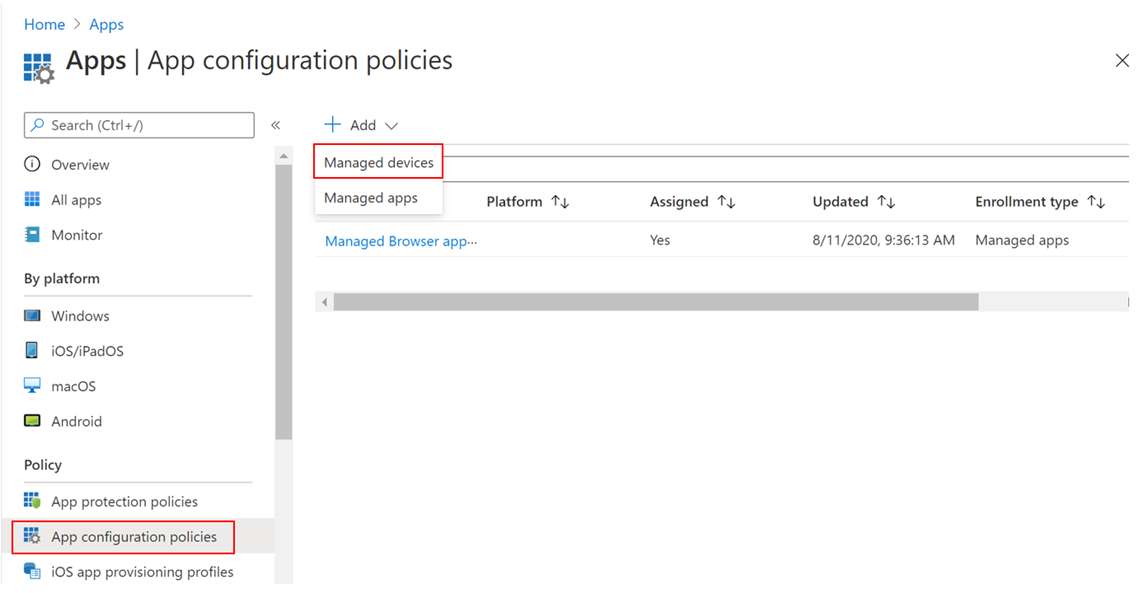 Home > Apps
Apps | App configuration policies
Search (Ctrl+/)
Overview
All apps
Monitor
By platform
Windows
iOS/iPadOS
macOS
Android
Policy
App protection policies
App configuration policies
iOS app provisioning profiles
Add
Managed devices
Managed apps
Platform Assigned Updated Enrollment type
Managed Browser app... Yes 8/11/2020, 9:36:13 AM Managed apps